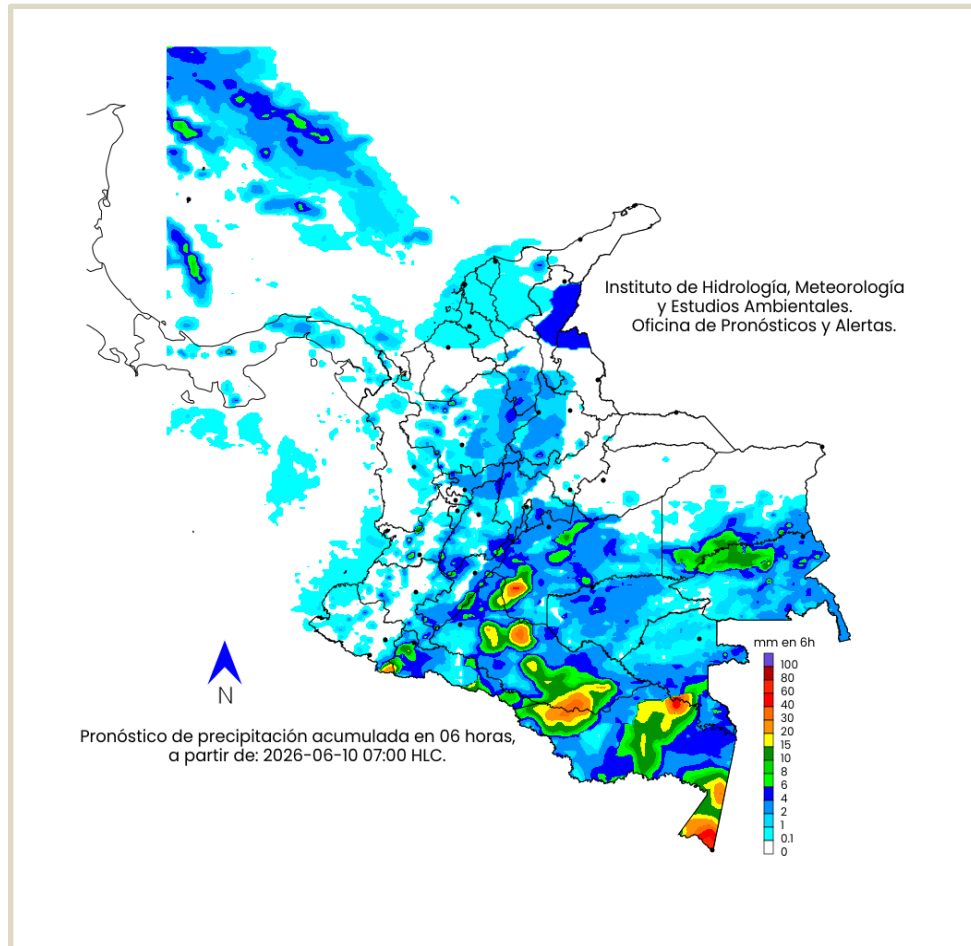 Instituto de Hidrología, Meteorología
y Estudios Ambientales.
Oficina de Pronósticos y Alertas.
mm en 6h
100
80
60
40
30
20
15
10
8
6
4
2
1
0.1
0
N
Pronóstico de precipitación acumulada en 06 horas,
a partir de: 2026-06-10 07:00 HLC.